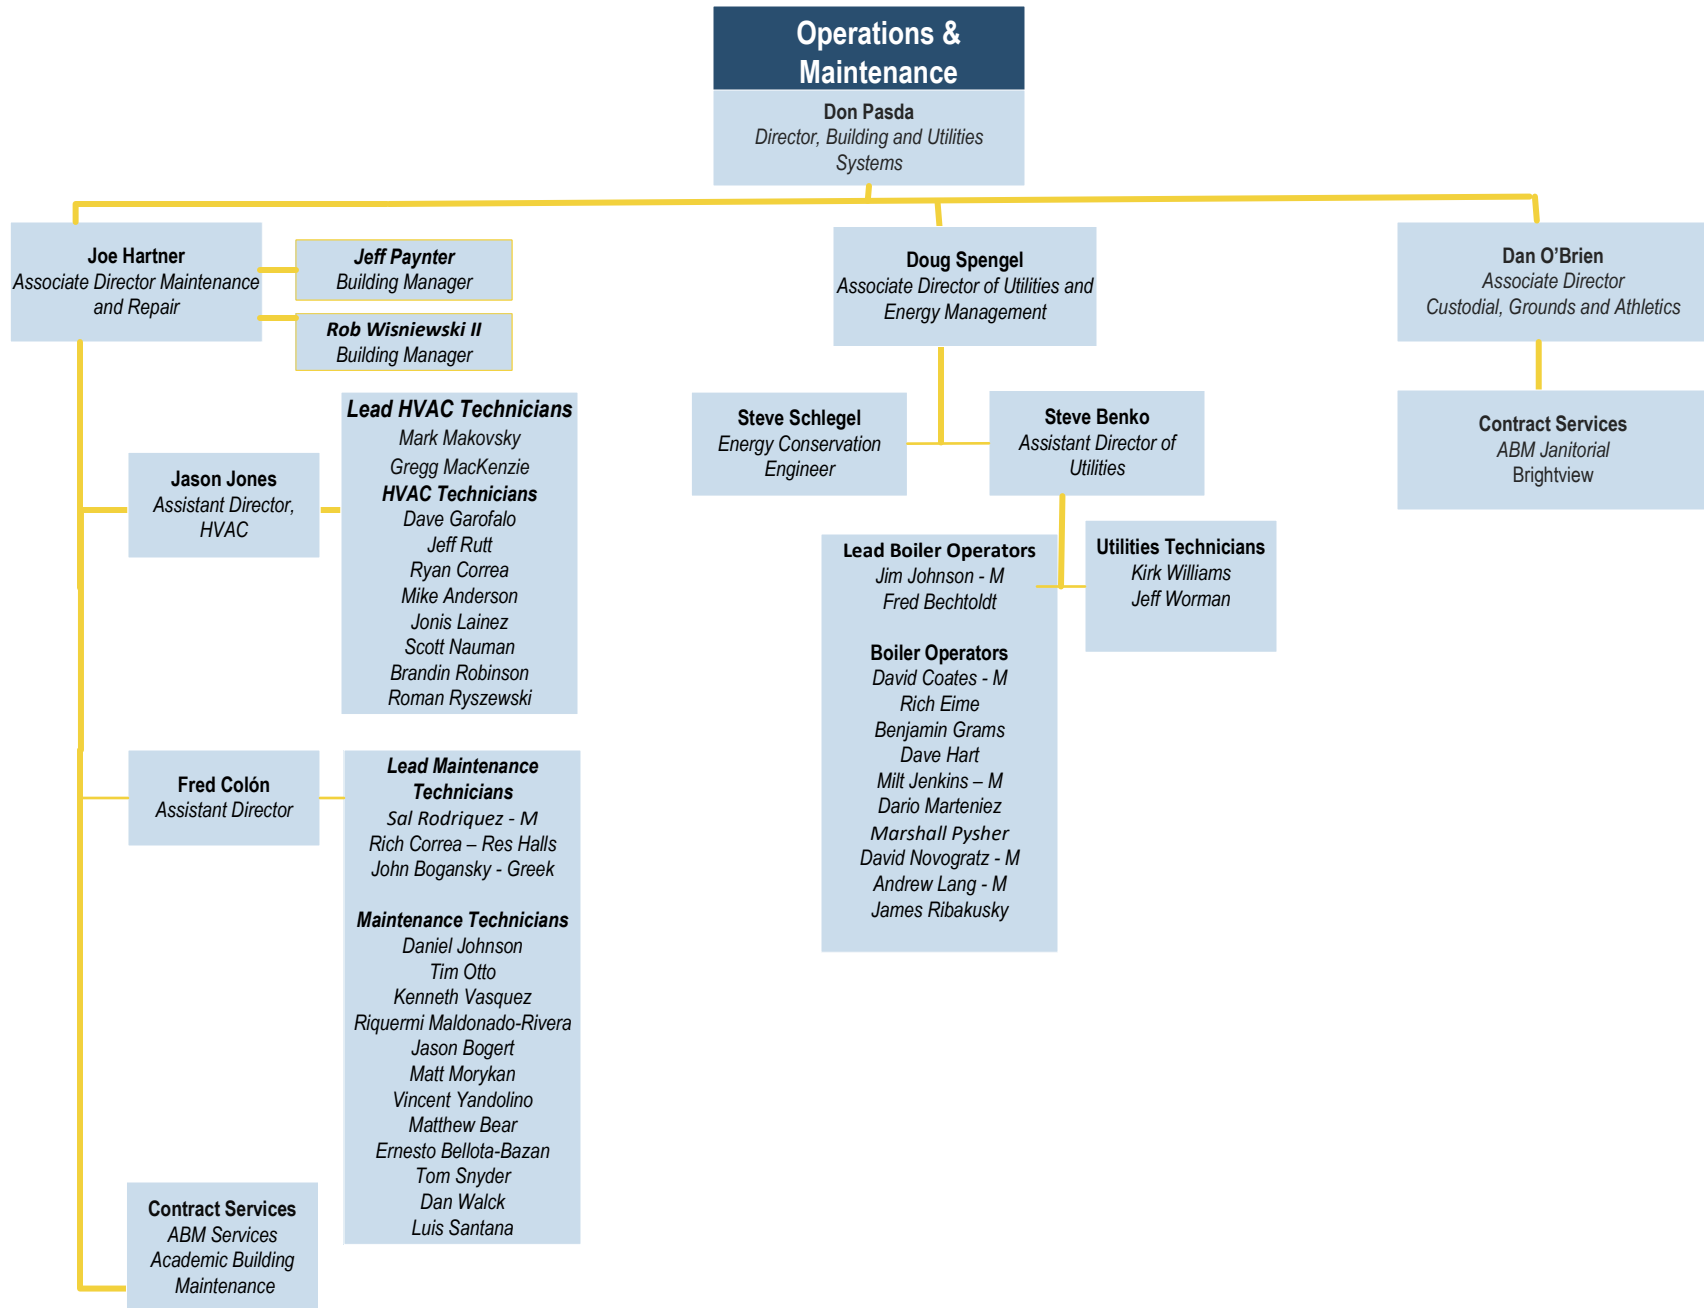 Operations &
Maintenance
Don Pasda
Director, Building and Utilities
Systems
Joe Hartner
Associate Director Maintenance
and Repair
Jeff Paynter
Building Manager
Rob Wisniewski II
Building Manager
Jason Jones
Assistant Director,
HVAC
Lead HVAC Technicians
Mark Makovsky
Gregg MacKenzie
HVAC Technicians
Dave Garofalo
Jeff Rutt
Ryan Correa
Mike Anderson
Jonis Lainez
Scott Nauman
Brandin Robinson
Roman Ryszewski
Fred Colón
Assistant Director
Lead Maintenance
Technicians
Sal Rodriquez - M
Rich Correa – Res Halls
John Bogansky - Greek
Maintenance Technicians
Daniel Johnson
Tim Otto
Kenneth Vasquez
Riquermi Maldonado-Rivera
Jason Bogert
Matt Morykan
Vincent Yandolino
Matthew Bear
Ernesto Bellota-Bazan
Tom Snyder
Dan Walck
Luis Santana
Contract Services
ABM Services
Academic Building
Maintenance
Doug Spengel
Associate Director of Utilities and
Energy Management
Steve Schlegel
Energy Conservation
Engineer
Steve Benko
Assistant Director of
Utilities
Lead Boiler Operators
Jim Johnson - M
Fred Bechtoldt
Boiler Operators
David Coates - M
Rich Eime
Benjamin Grams
Dave Hart
Milt Jenkins – M
Dario Marteniez
Marshall Pysher
David Novogratz - M
Andrew Lang - M
James Ribakusky
Utilities Technicians
Kirk Williams
Jeff Worman
Dan O’Brien
Associate Director
Custodial, Grounds and Athletics
Contract Services
ABM Janitorial
Brightview